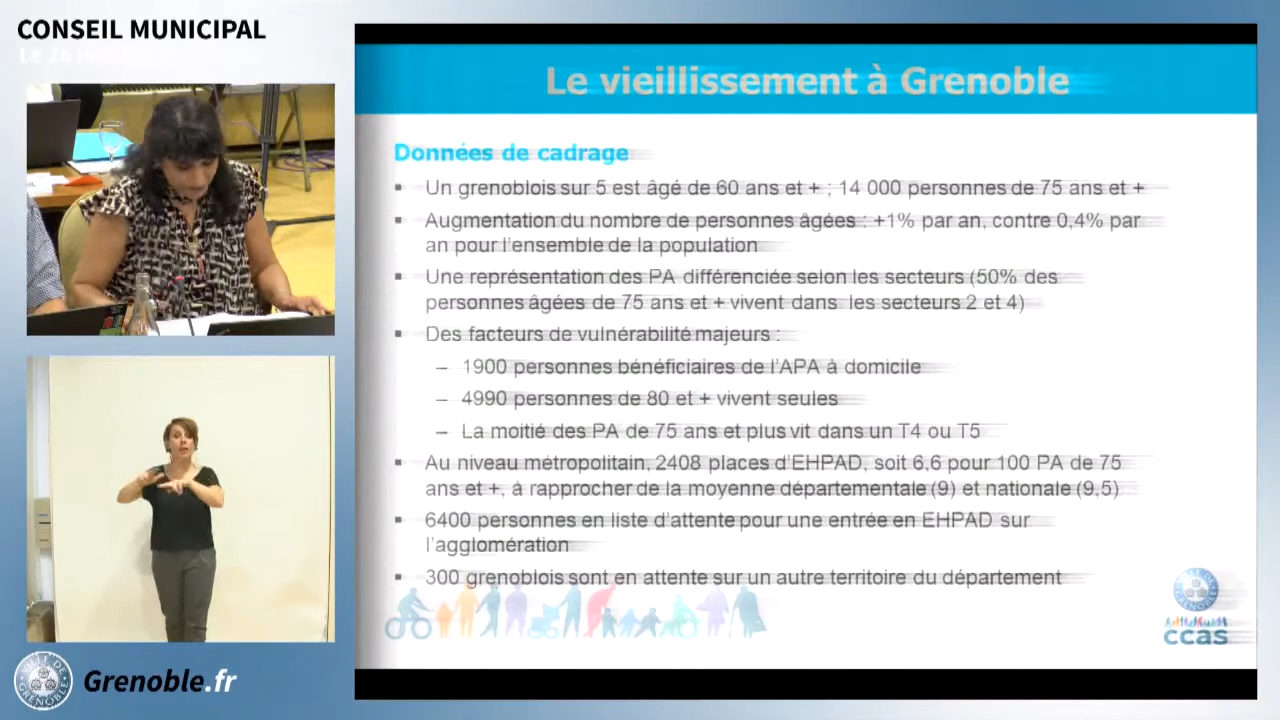 CONSEIL MUNICIPAL
Le vieillissement à Grenoble
Données de cadrage
Un grenoblois sur 5 est âgé de 60 ans et + ; 14 000 personnes de 75 ans et +
Augmentation du nombre de personnes âgées : +1% par an, contre 0,4% par
an pour l'ensemble de la population
Une représentation des PA différenciée selon les secteurs (50% des
personnes âgées de 75 ans et + vivent dans les secteurs 2 et 4)
Des facteurs de vulnérabilité majeurs :
– 1900 personnes bénéficiaires de l'APA à domicile
– 4990 personnes de 80 et + vivent seules
– La moitié des PA de 75 ans et plus vit dans un T4 ou T5
Au niveau métropolitain, 2408 places d'EHPAD, soit 6,6 pour 100 PA de 75
ans et +, à rapprocher de la moyenne départementale (9) et nationale (9,5)
6400 personnes en liste d'attente pour une entrée en EHPAD sur
l'agglomération
300 grenoblois sont en attente sur un autre territoire du département
VILLE DE
GRENOBLE
ccas
VILLE DE
GRENOBLE
Grenoble.fr